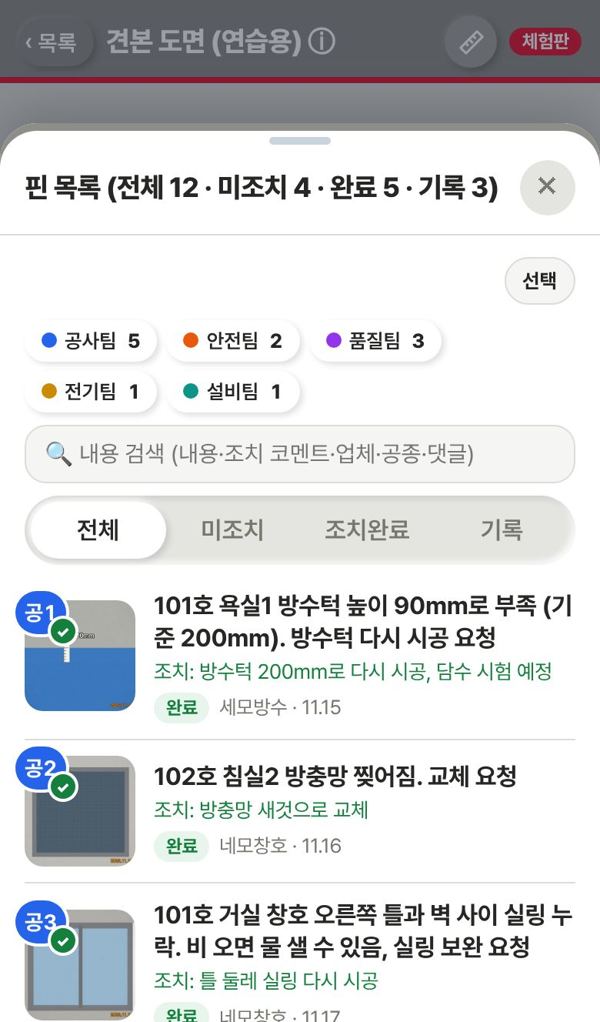 ‹ 목록
견본 도면 (연습용) ⓘ
체험판
핀 목록 (전체 12 · 미조치 4 · 완료 5 · 기록 3)
✕
선택
공사팀 5
안전팀 2
품질팀 3
전기팀 1
설비팀 1
내용 검색 (내용·조치 코멘트·업체·공종·댓글)
전체
미조치
조치완료
기록
공1
101호 욕실1 방수턱 높이 90mm로 부족 (기
준 200mm). 방수턱 다시 시공 요청
조치: 방수턱 200mm로 다시 시공, 담수 시험 예정
완료 세모방수 · 11.15
공2
102호 침실2 방충망 찢어짐. 교체 요청
조치: 방충망 새것으로 교체
완료 네모창호 · 11.16
공3
101호 거실 창호 오른쪽 틀과 벽 사이 실링 누
락. 비 오면 물 샐 수 있음, 실링 보완 요청
조치: 틀 둘레 실링 다시 시공
완료 네모창호 · 11.17